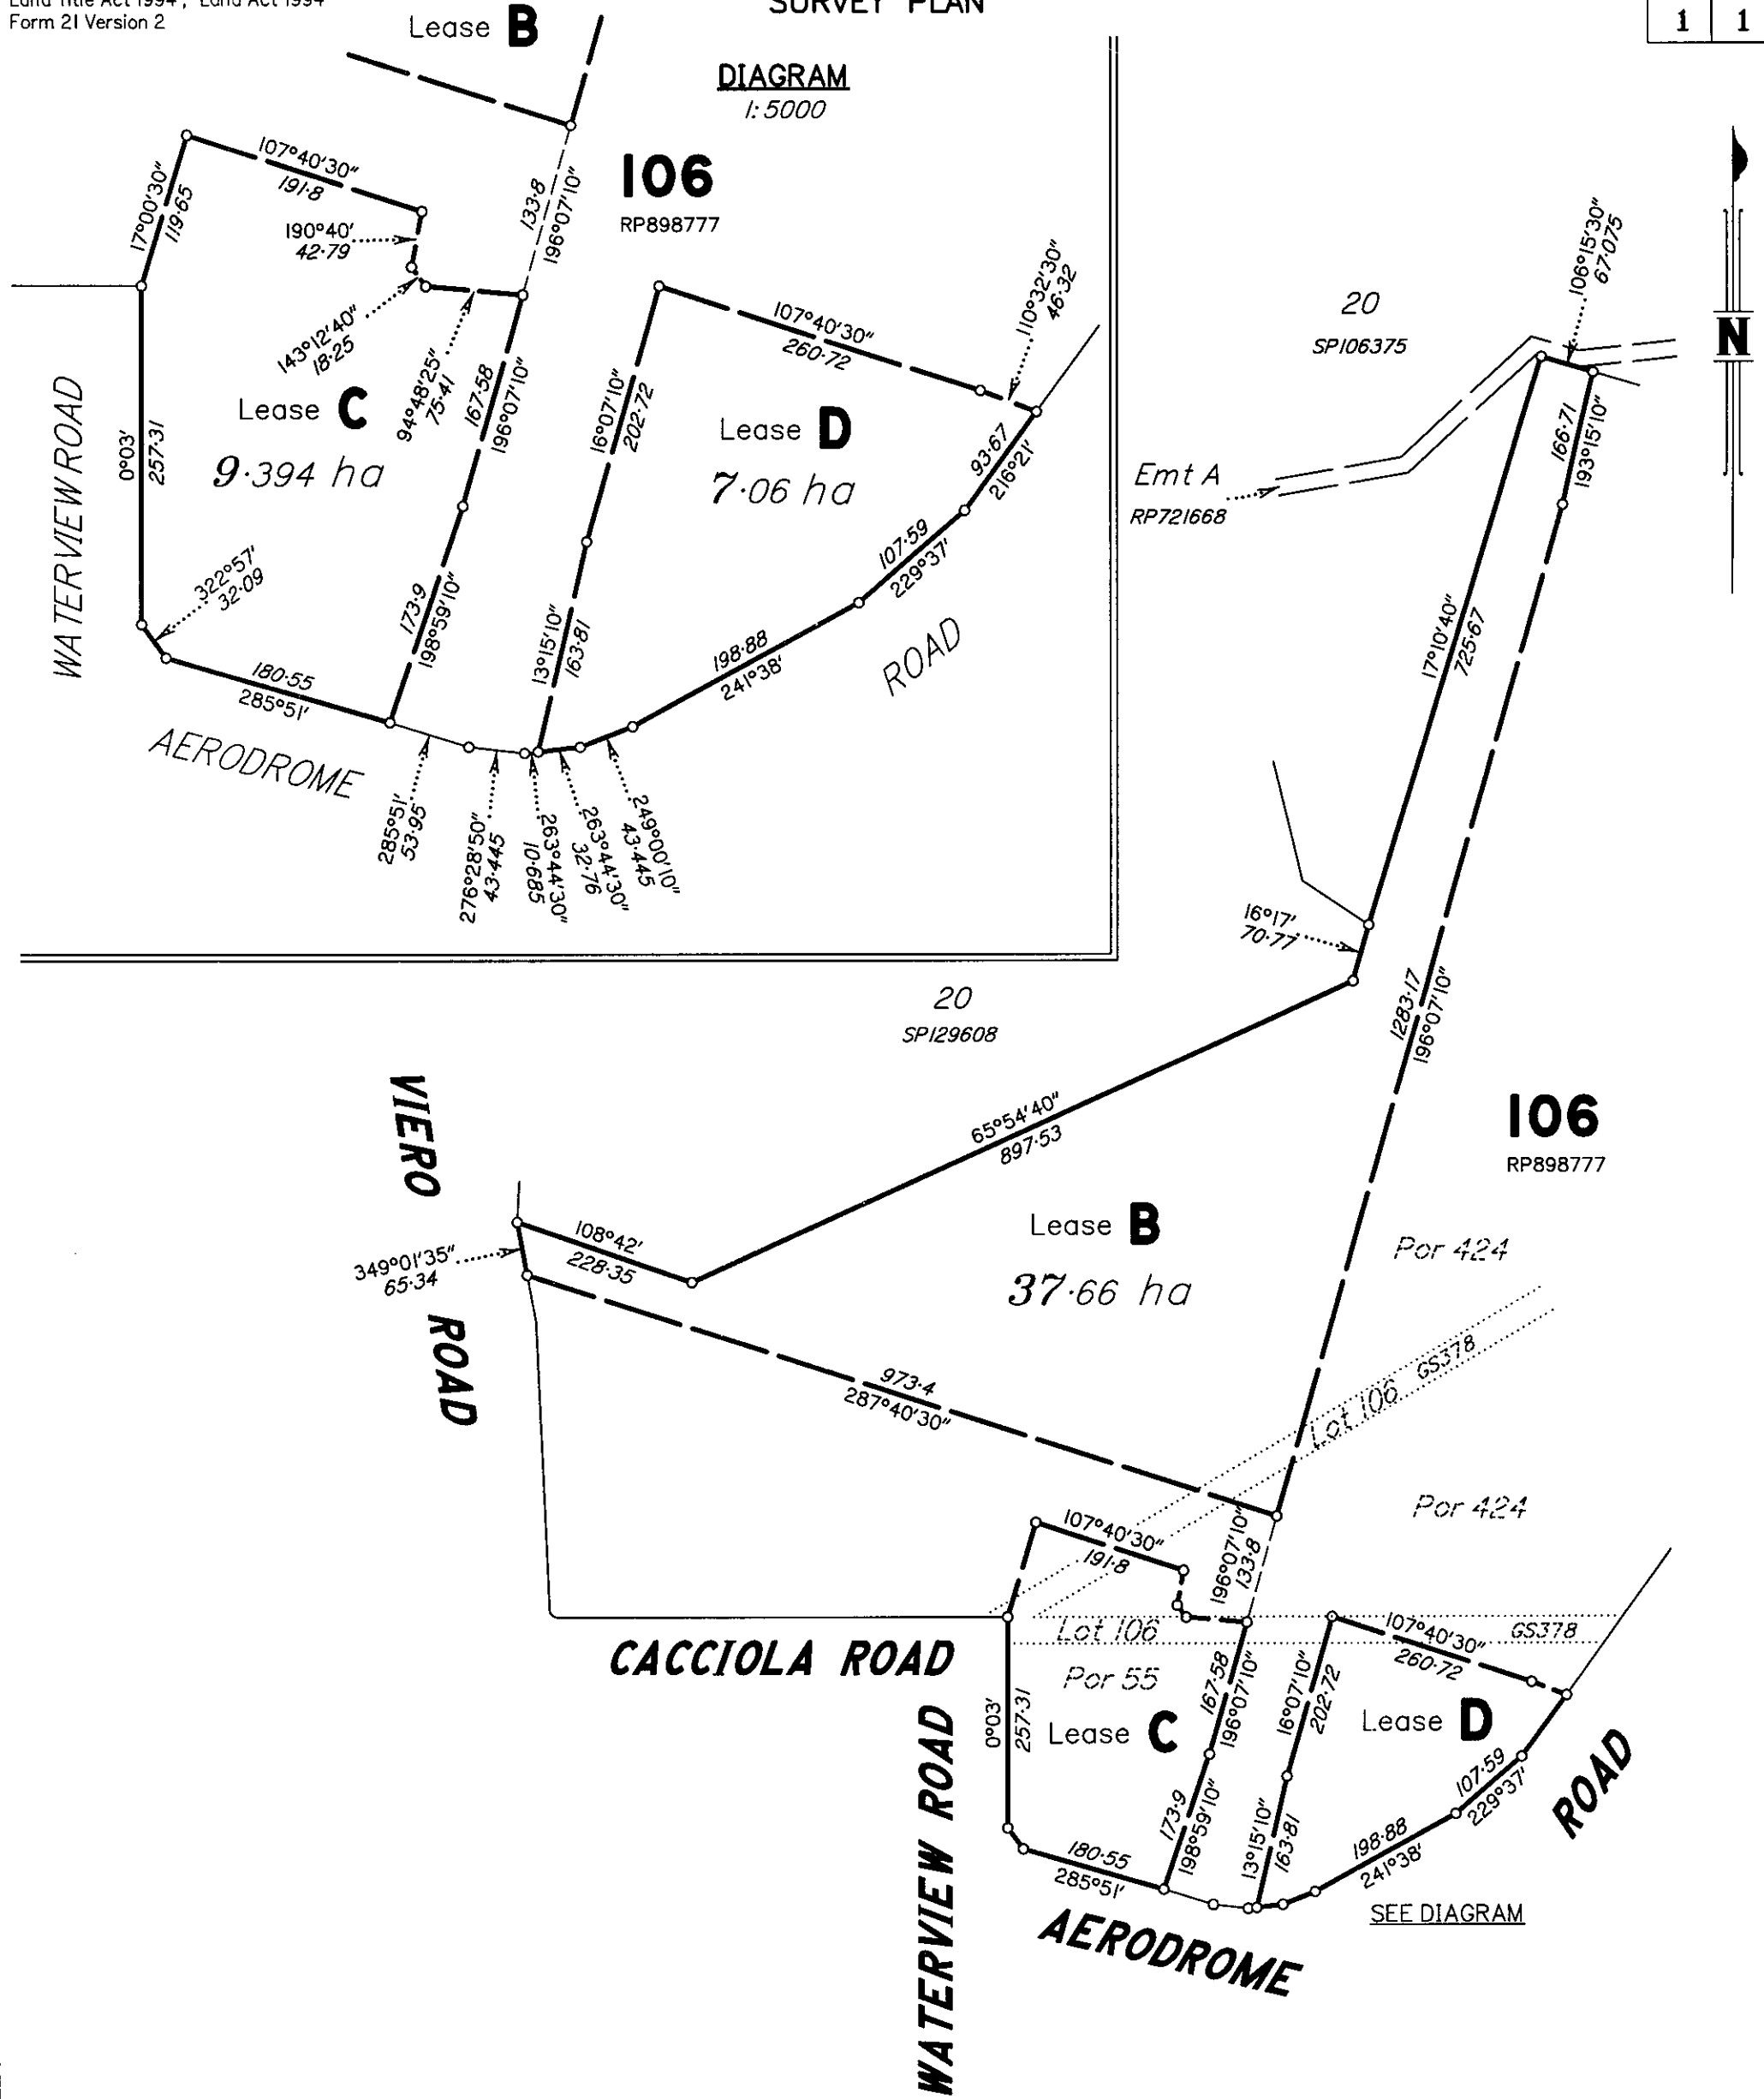 Land Title Act 1994 ; Land Act 1994
Form 21 Version 2
SURVEY PLAN
1 1
Lease B
DIAGRAM
1:5000
106
RP898777
107°40'30"
191·8
17°00'30"
119·65
190°40'
42·79
133·8
196°07'10"
143°12'40"
18·25
94°48'25"
75·41
107°40'30"
260·72
110°32'30"
46·32
WATERVIEW ROAD
0°03'
257·31
Lease C
9·394 ha
167·58
196°07'10"
16°07'10"
202·72
Lease D
7·06 ha
93·67
216°21'
107·59
229°37'
322°57'
32·09
173·9
198°59'10"
13°15'10"
163·81
198·88
241°38'
ROAD
180·55
285°51'
AERODROME
285°51'
53·95
276°28'50"
43·445
263°44'30"
10·685
263°44'30"
32·76
249°00'10"
43·445
20
SP106375
106°15'30"
67·075
N
Emt A
RP721668
166·71
193°15'10"
17°10'40"
725·67
16°17'
70·77
1283·17
196°07'10"
20
SP129608
VIERO
ROAD
65°54'40"
897·53
106
RP898777
108°42'
228·35
349°01'35"
65·34
Lease B
37·66 ha
Por 424
973·4
287°40'30"
Lot 106 GS378
Por 424
107°40'30"
191·8
196°07'10"
133·8
CACCIOLA ROAD
Lot 106
Por 55
107°40'30"
260·72
GS378
WATERVIEW ROAD
0°03'
257·31
Lease C
167·58
196°07'10"
16°07'10"
202·72
Lease D
107·59
229°37'
ROAD
173·9
198°59'10"
13°15'10"
163·81
198·88
241°38'
180·55
285°51'
SEE DIAGRAM
AERODROME